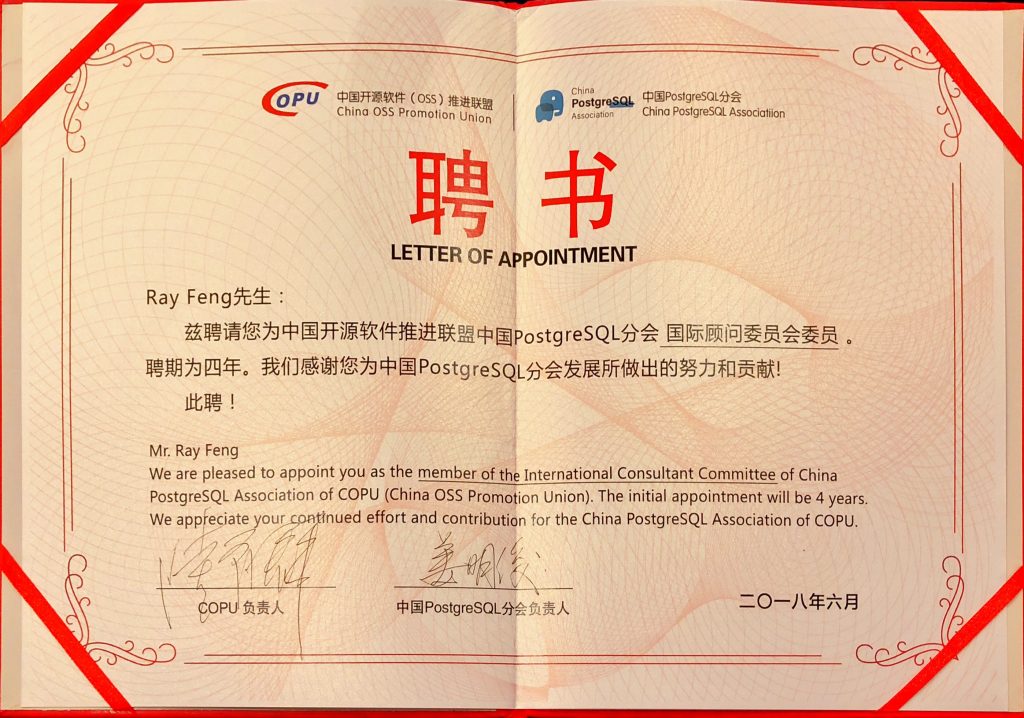 COPU
中国开源软件（OSS）推进联盟
China OSS Promotion Union
China
PostgreSQL
Association
中国PostgreSQL分会
China PostgreSQL Associatiion
聘书
LETTER OF APPOINTMENT
Ray Feng先生：
兹聘请您为中国开源软件推进联盟中国PostgreSQL分会 国际顾问委员会委员 。
聘期为四年。我们感谢您为中国PostgreSQL分会发展所做出的努力和贡献!
此聘！
Mr. Ray Feng
We are pleased to appoint you as the member of the International Consultant Committee of China
PostgreSQL Association of COPU (China OSS Promotion Union). The initial appointment will be 4 years.
We appreciate your continued effort and contribution for the China PostgreSQL Association of COPU.
COPU 负责人
中国PostgreSQL分会负责人
二〇一八年六月